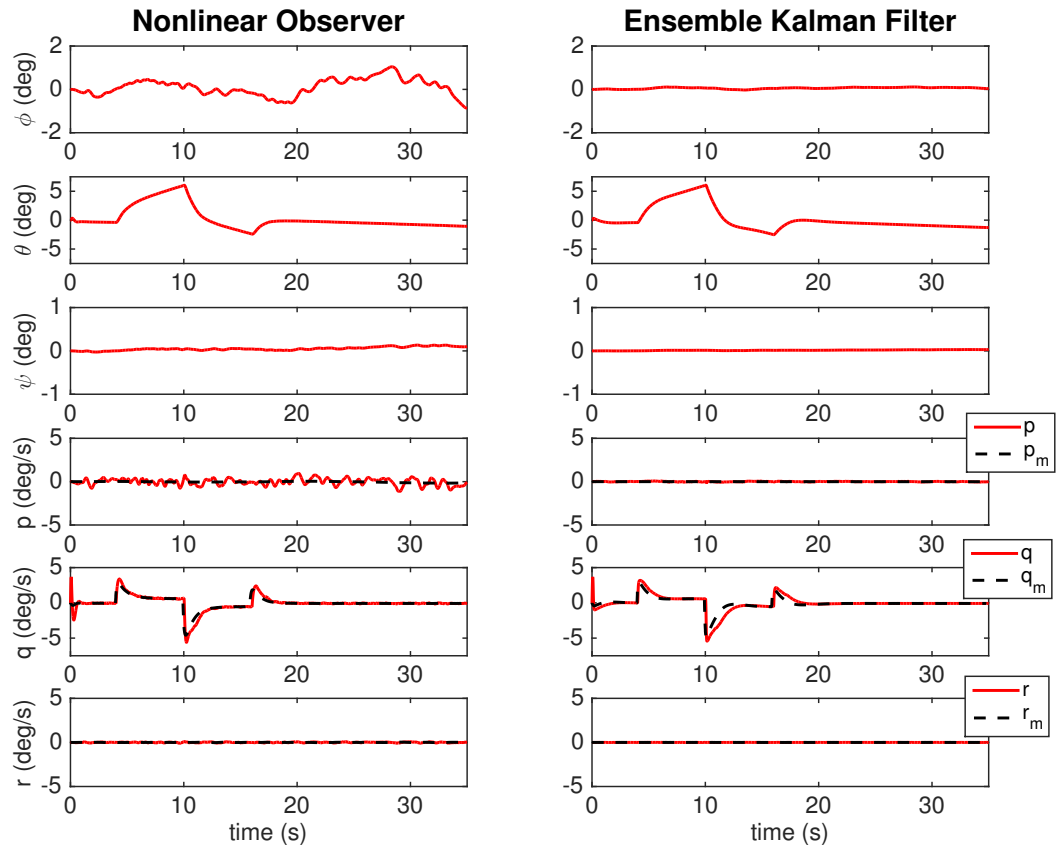 Nonlinear Observer
Ensemble Kalman Filter
ϕ (deg)
2
0
-2
0 10 20 30
2
0
-2
0 10 20 30
θ (deg)
5
0
-5
0 10 20 30
5
0
-5
0 10 20 30
ψ (deg)
1
0
-1
0 10 20 30
1
0
-1
0 10 20 30
p (deg/s)
5
0
-5
0 10 20 30
5
0
-5
0 10 20 30
p
p_m
q (deg/s)
5
0
-5
0 10 20 30
5
0
-5
0 10 20 30
q
q_m
r (deg/s)
5
0
-5
0 10 20 30
time (s)
5
0
-5
0 10 20 30
time (s)
r
r_m